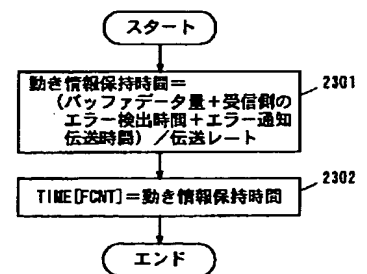 スタート
動き情報保持時間＝
（バッファデータ量＋受信側の
エラー検出時間＋エラー通知
伝送時間）／伝送レート
2301
TIME[FCNT]＝動き情報保持時間
2302
エンド